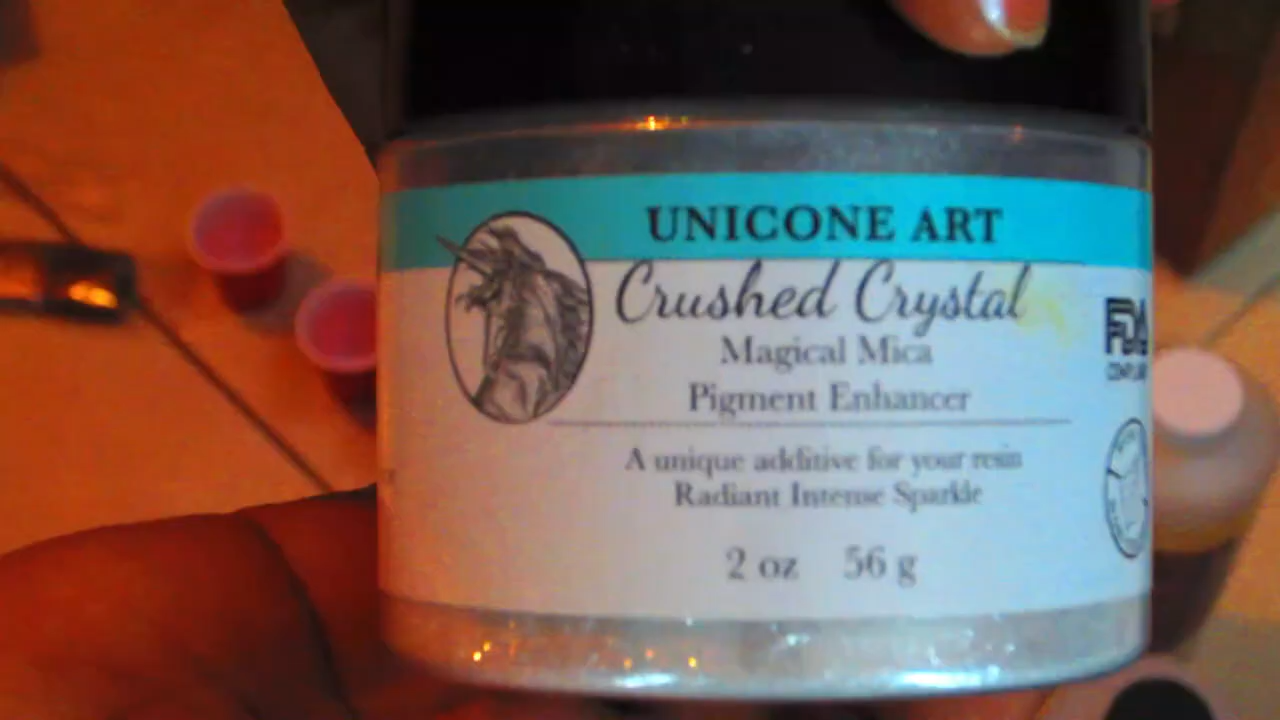 UNICONE ART
Crushed Crystal
Magical Mica
Pigment Enhancer
A unique additive for your resin
Radiant Intense Sparkle
2 oz 56 g
FDA